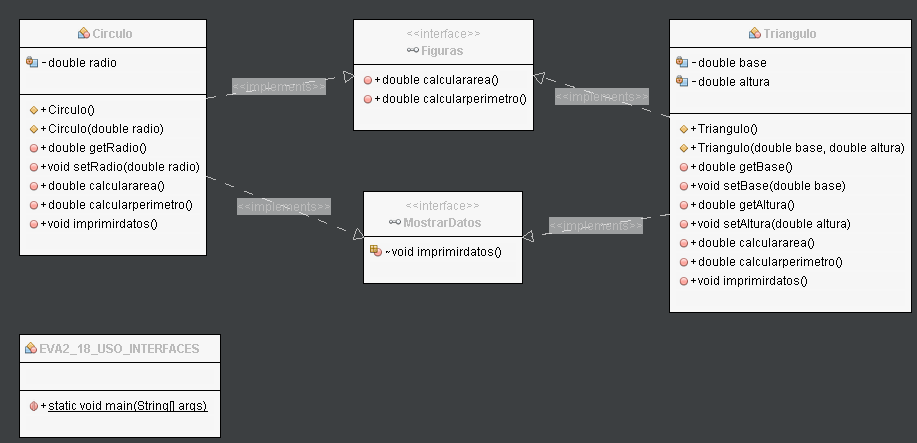 Circulo
- double radio
+ Circulo()
+ Circulo(double radio)
+ double getRadio()
+void setRadio(double radio)
+ double calculararea()
+ double calcularperimetro()
+void imprimirdatos()
<<implements>>
<<implements>>
<<interface>>
Figuras
+ double calculararea()
+ double calcularperimetro()
<<interface>>
MostrarDatos
~void imprimirdatos()
<<implements>>
<<implements>>
Triangulo
- double base
- double altura
+ Triangulo()
+ Triangulo(double base, double altura)
+ double getBase()
+void setBase(double base)
+ double getAltura()
+void setAltura(double altura)
+ double calculararea()
+ double calcularperimetro()
+void imprimirdatos()
EVA2_18_USO_INTERFACES
+ static void main(String[] args)